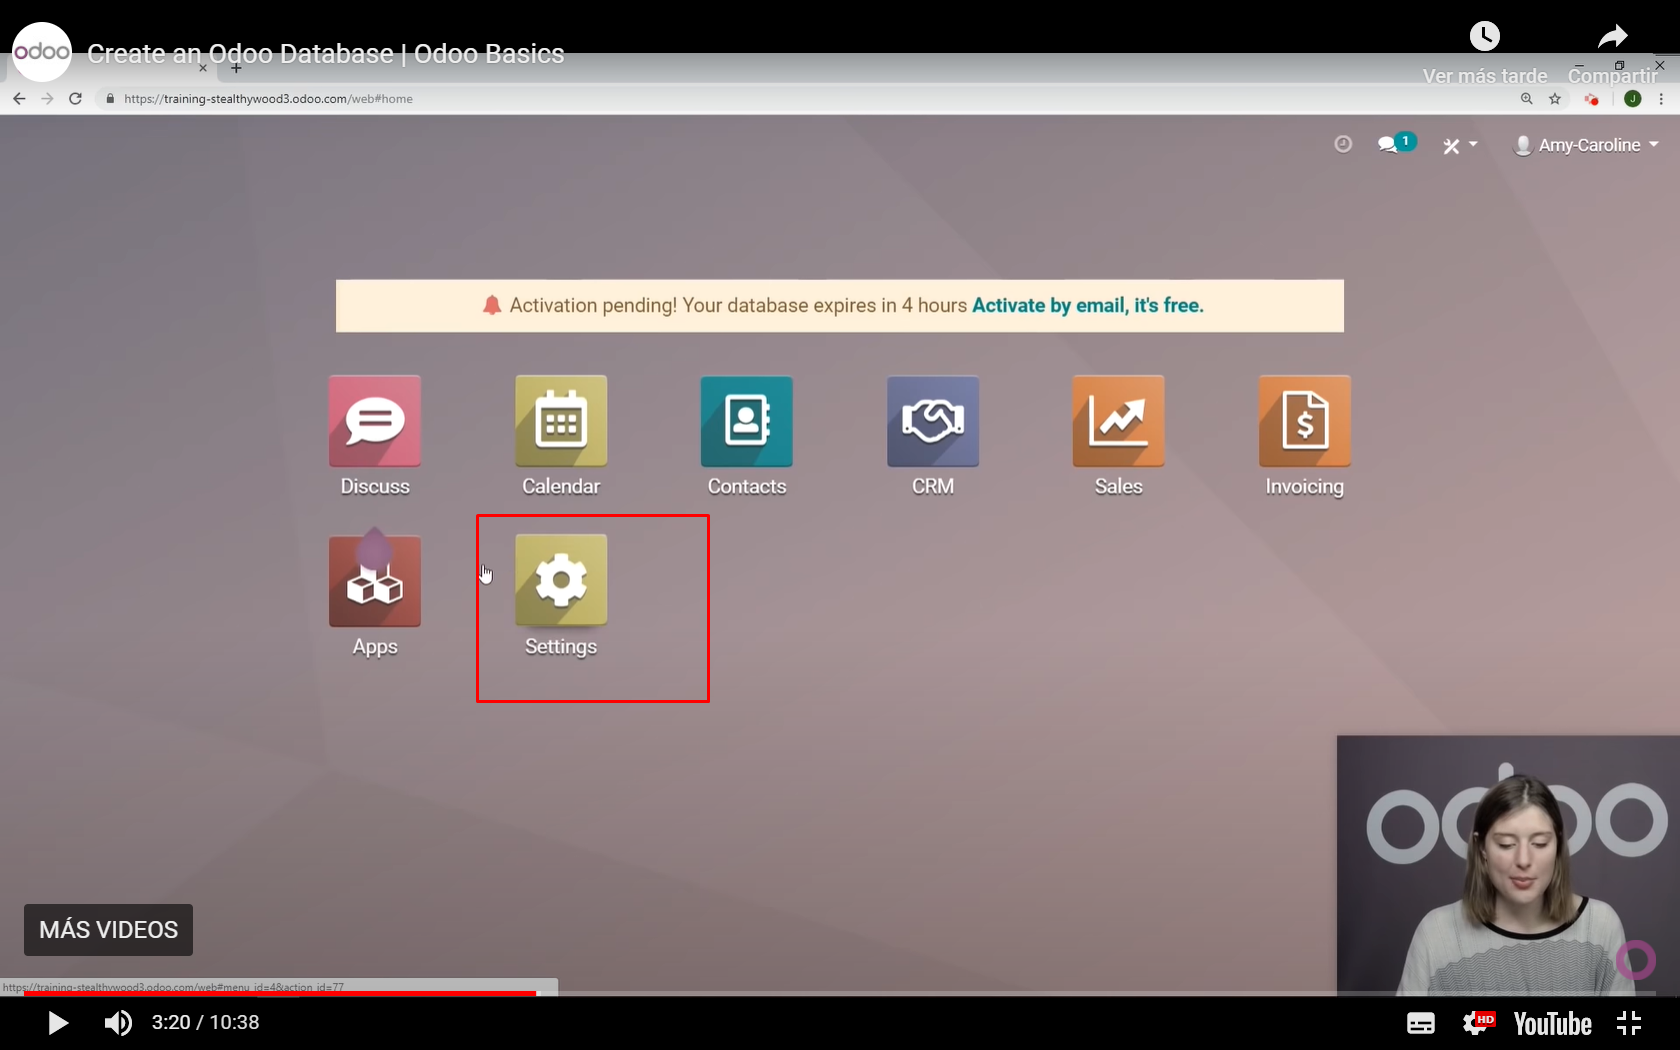 odoo
Create an Odoo Database | Odoo Basics
Ver más tarde
Compartir
https://training-stealthywood3.odoo.com/web#home
J
1
Amy-Caroline
Activation pending! Your database expires in 4 hours Activate by email, it's free.
Discuss
Calendar
Contacts
CRM
Sales
Invoicing
Apps
Settings
odoo
MÁS VIDEOS
https://training-stealthywood3.odoo.com/web#menu_id=4&action_id=77
3:20 / 10:38
HD
YouTube